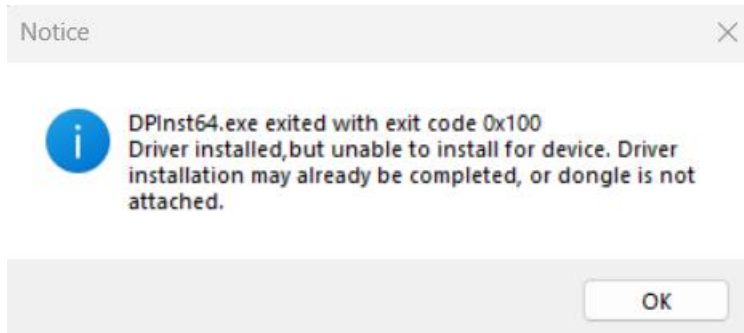 Notice
DPInst64.exe exited with exit code 0x100
Driver installed,but unable to install for device. Driver
installation may already be completed, or dongle is not
attached.
OK